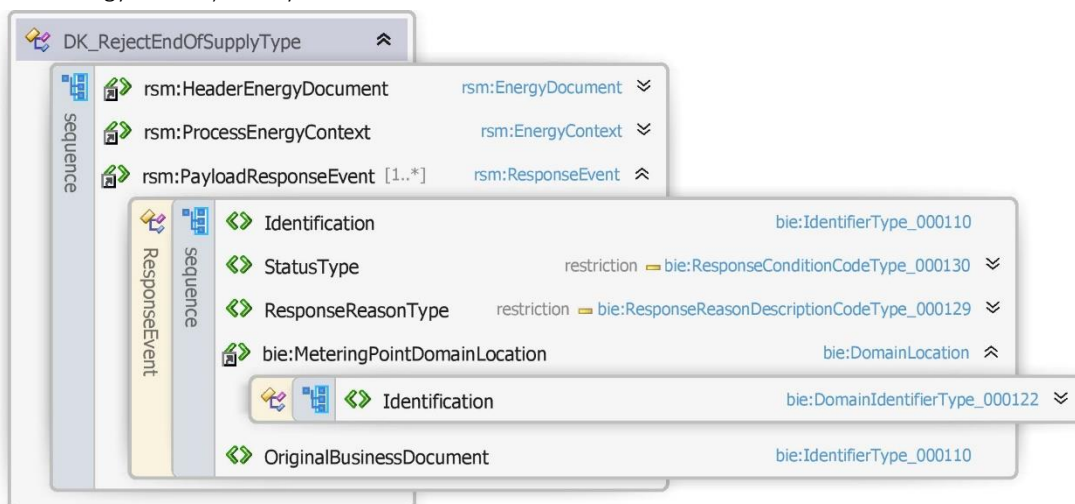 DK_RejectEndOfSupplyType
rsm:HeaderEnergyDocument rsm:EnergyDocument
rsm:ProcessEnergyContext rsm:EnergyContext
sequence
rsm:PayloadResponseEvent [1..*] rsm:ResponseEvent
Identification bie:IdentifierType_000110
StatusType restriction bie:ResponseConditionCodeType_000130
ResponseEvent
sequence
ResponseReasonType restriction bie:ResponseReasonDescriptionCodeType_000129
bie:MeteringPointDomainLocation bie:DomainLocation
Identification bie:DomainIdentifierType_000122
OriginalBusinessDocument bie:IdentifierType_000110